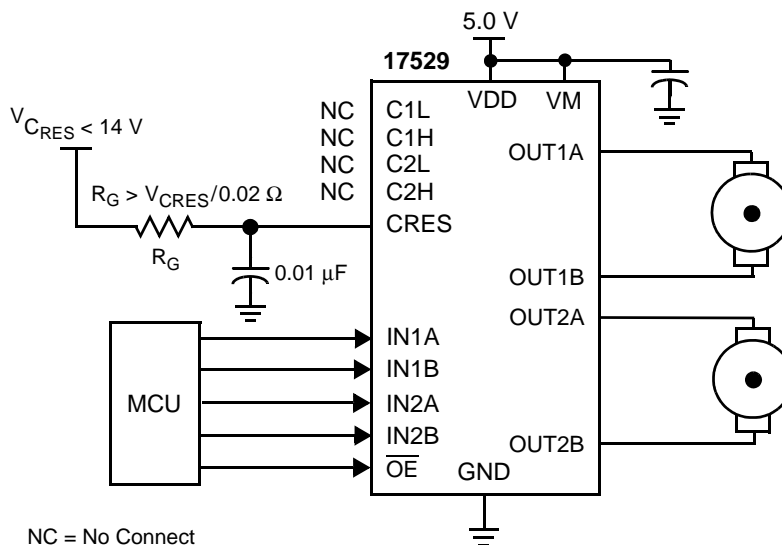 5.0 V
17529
VDD
VM
V_CRES < 14 V
NC
C1L
NC
C1H
NC
C2L
NC
C2H
CRES
R_G > V_CRES/0.02 Ω
R_G
0.01 μF
OUT1A
OUT1B
OUT2A
OUT2B
MCU
IN1A
IN1B
IN2A
IN2B
O̅E̅
GND
NC = No Connect